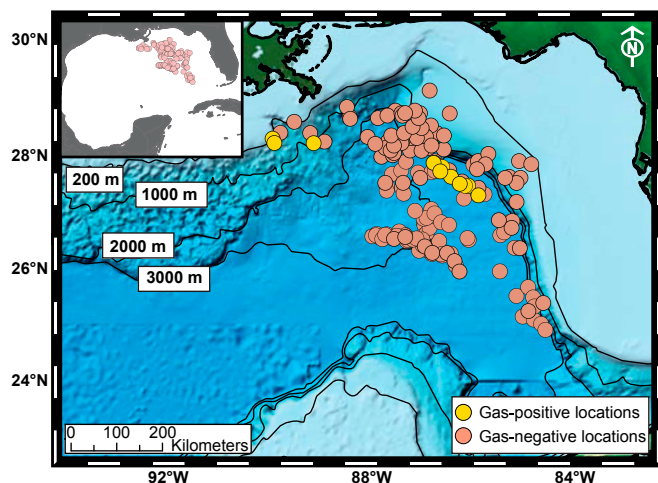 30°N
N
28°N
200 m
1000 m
2000 m
26°N
3000 m
24°N
Gas-positive locations
Gas-negative locations
0 100 200
Kilometers
92°W 88°W 84°W